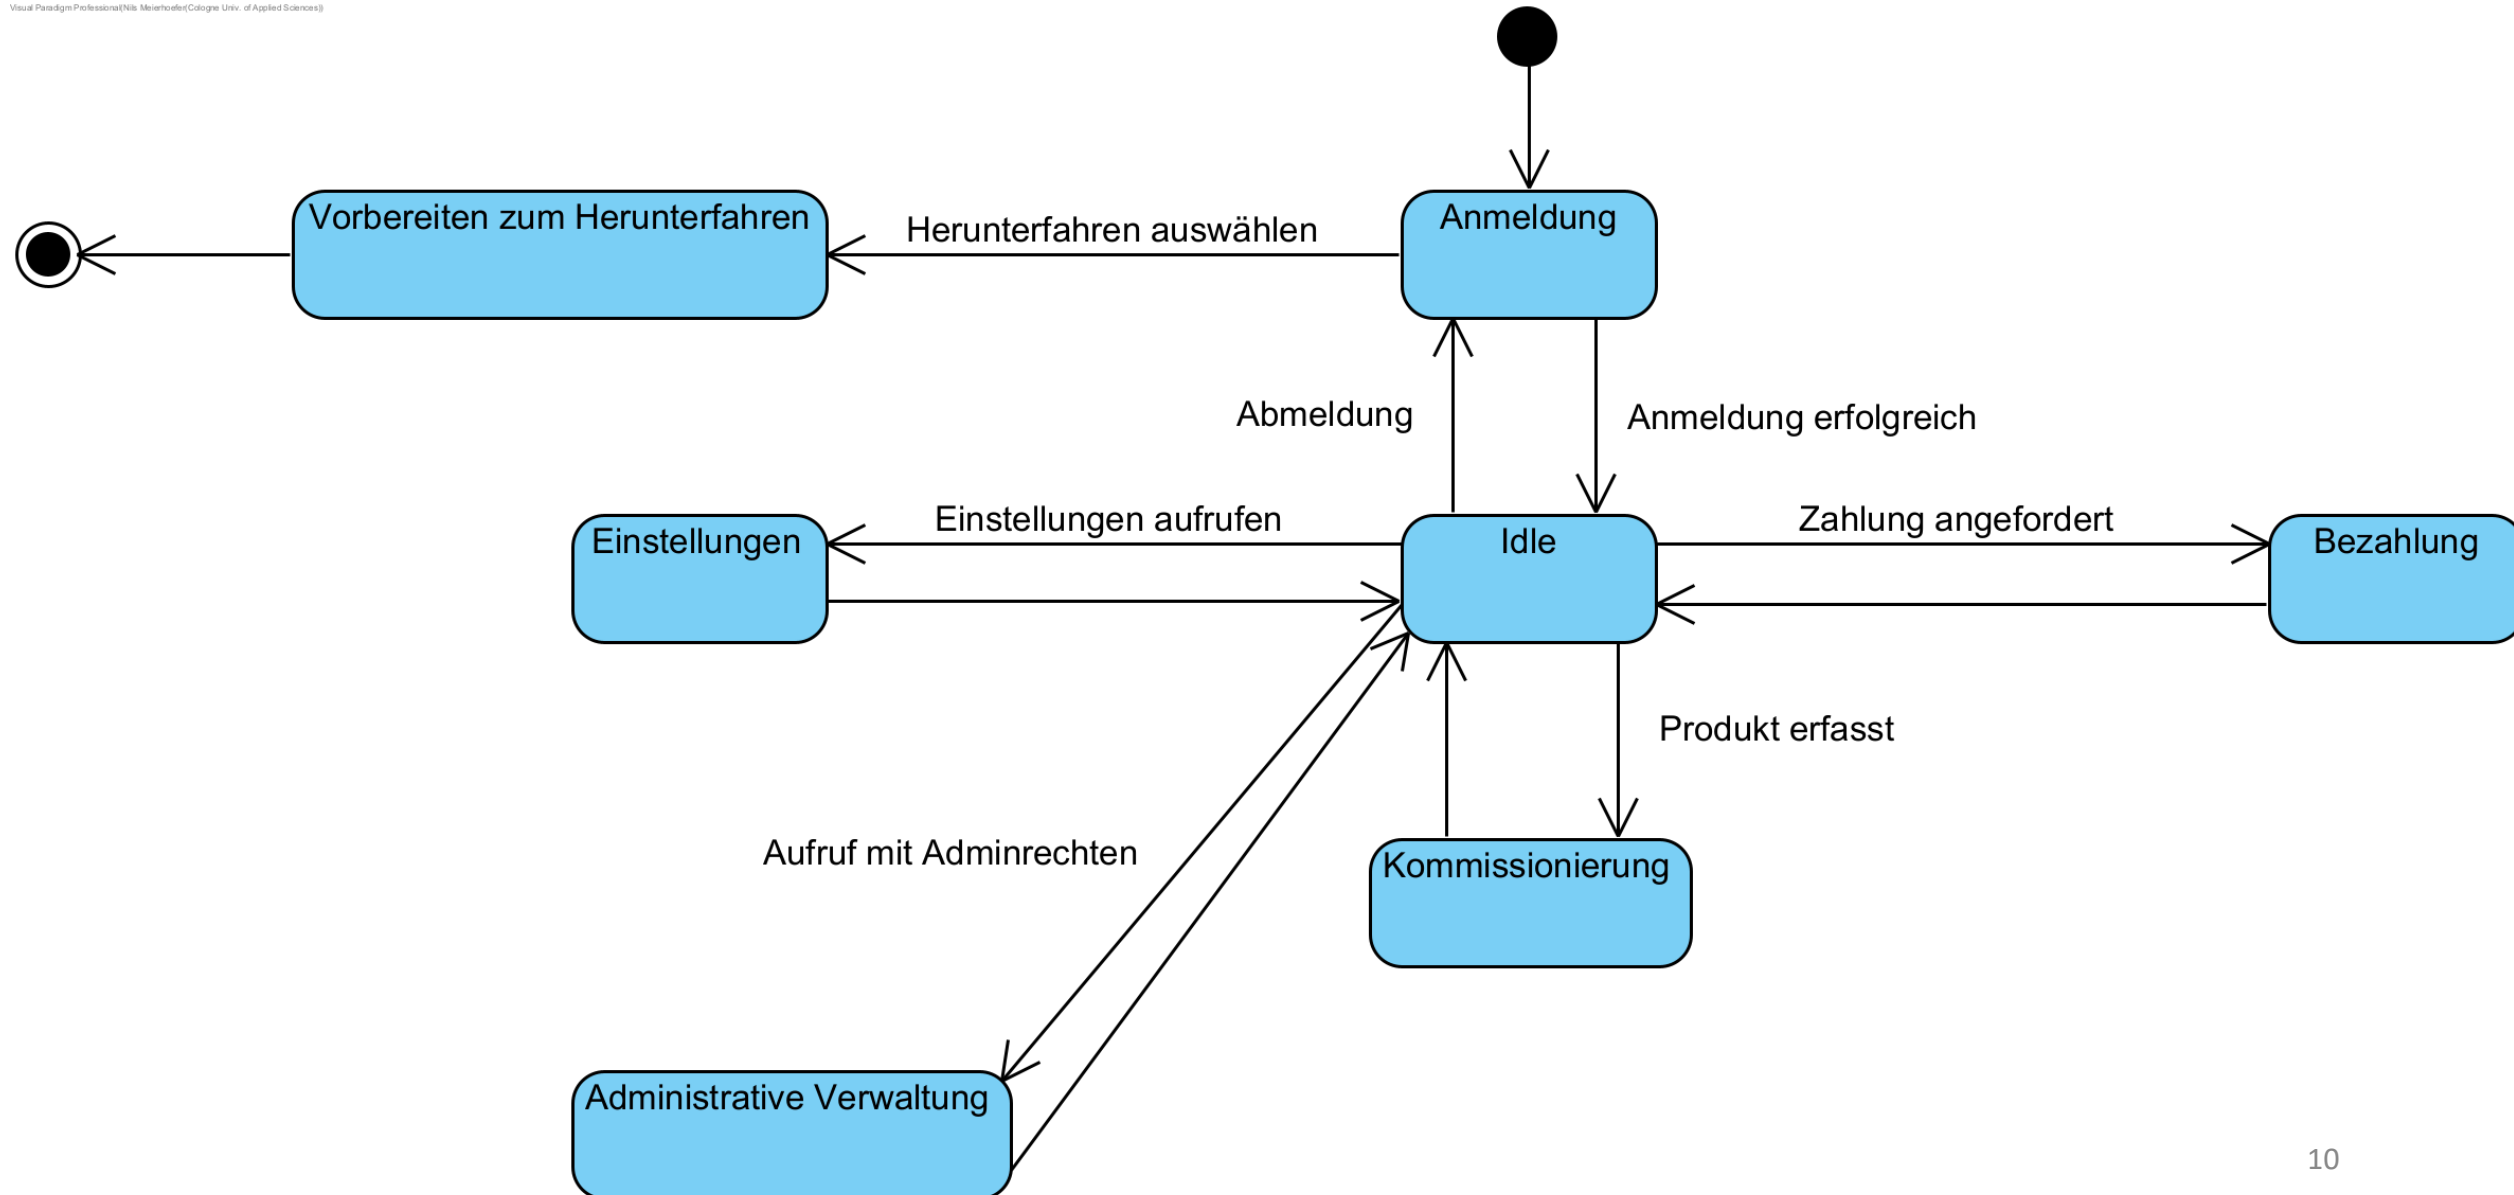 Visual Paradigm Professional(Nils Meierhoefer(Cologne Univ. of Applied Sciences))
Vorbereiten zum Herunterfahren
Herunterfahren auswählen
Anmeldung
Abmeldung
Anmeldung erfolgreich
Einstellungen
Einstellungen aufrufen
Idle
Zahlung angefordert
Bezahlung
Produkt erfasst
Aufruf mit Adminrechten
Kommissionierung
Administrative Verwaltung
10